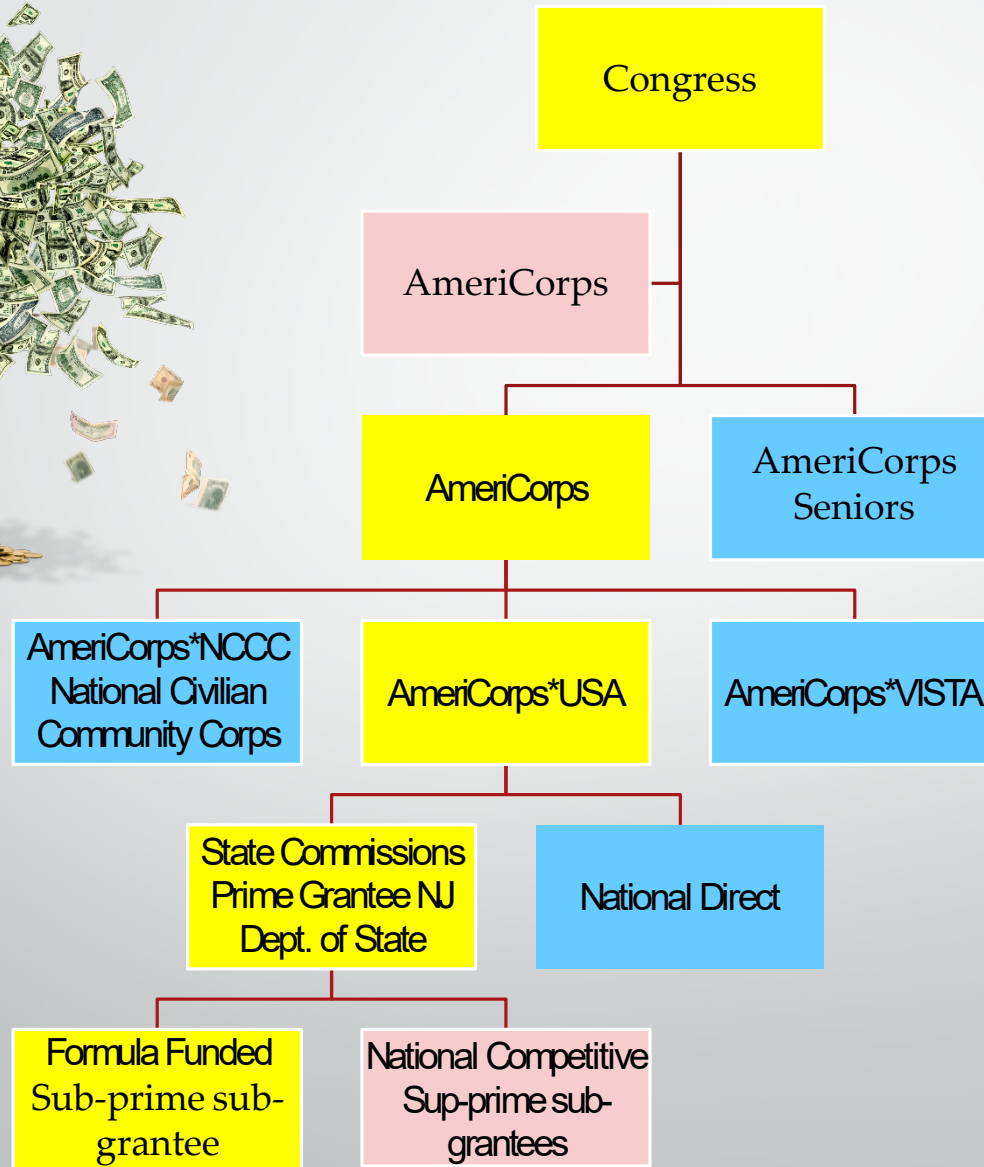 Congress
AmeriCorps
AmeriCorps
AmeriCorps
Seniors
AmeriCorps*NCCC
National Civilian
Community Corps
AmeriCorps*USA
AmeriCorps*VISTA
State Commissions
Prime Grantee NJ
Dept. of State
National Direct
Formula Funded
Sub-prime sub-
grantee
National Competitive
Sup-prime sub-
grantees